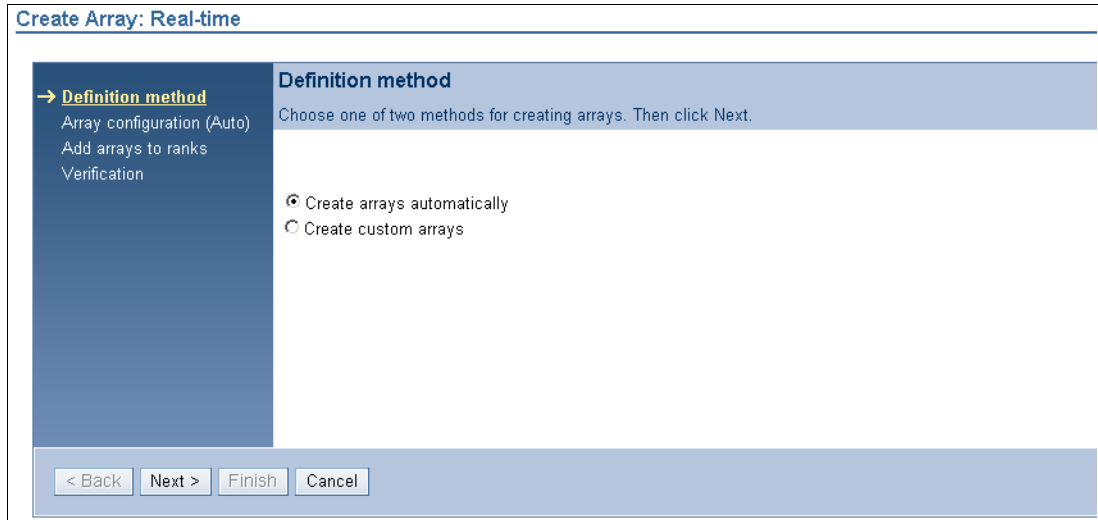 Create Array: Real-time
→ Definition method
Array configuration (Auto)
Add arrays to ranks
Verification
Definition method
Choose one of two methods for creating arrays. Then click Next.
Create arrays automatically
Create custom arrays
< Back Next > Finish Cancel